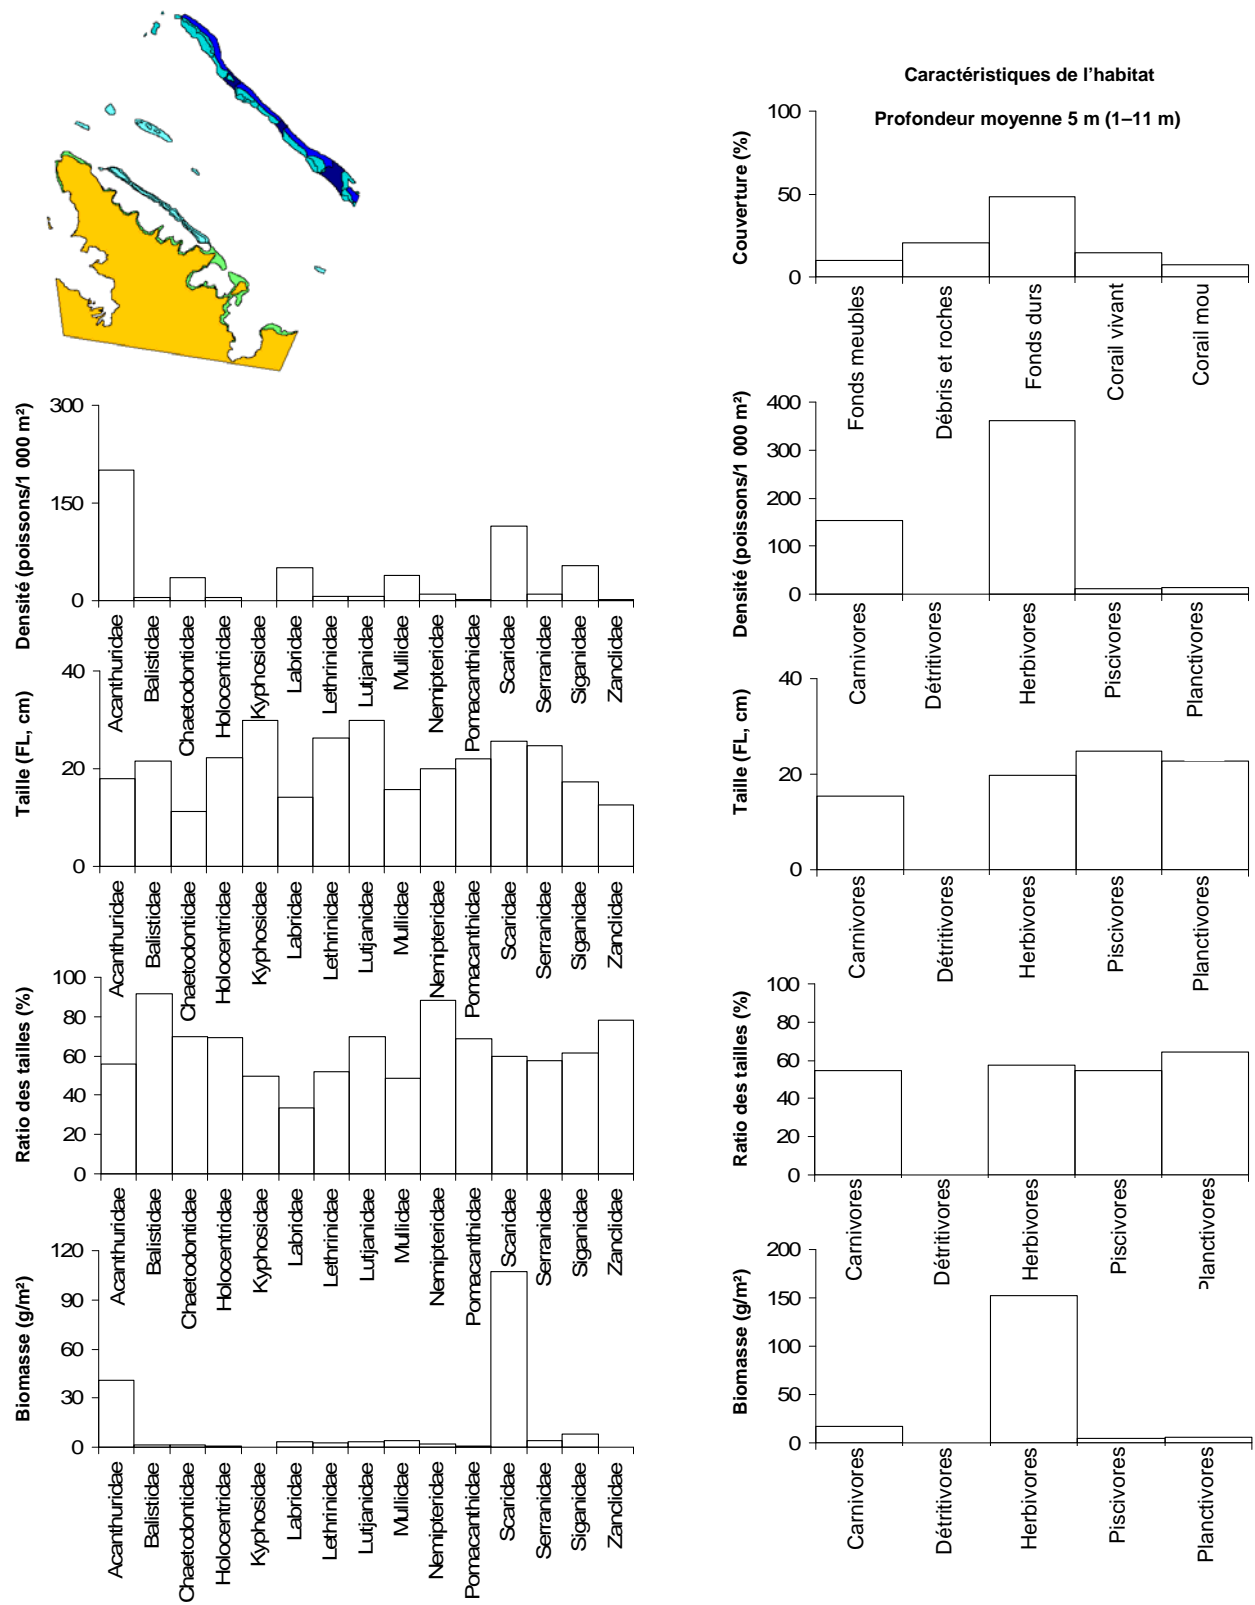 Caractéristiques de l'habitat
Profondeur moyenne 5 m (1–11 m)
Couverture (%)
100
50
0
Fonds meubles
Débris et roches
Fonds durs
Corail vivant
Corail mou
Densité (poissons/1 000 m²)
300
150
0
Acanthuridae
Balistidae
Chaetodontidae
Holocentridae
Kyphosidae
Labridae
Lethrinidae
Lutjanidae
Mullidae
Nemipteridae
Pomacanthidae
Scaridae
Serranidae
Siganidae
Zanclidae
Densité (poissons/1 000 m²)
400
300
200
100
0
Carnivores
Détritivores
Herbivores
Piscivores
Planctivores
Taille (FL, cm)
40
20
0
Acanthuridae
Balistidae
Chaetodontidae
Holocentridae
Kyphosidae
Labridae
Lethrinidae
Lutjanidae
Mullidae
Nemipteridae
Pomacanthidae
Scaridae
Serranidae
Siganidae
Zanclidae
Taille (FL, cm)
40
20
0
Carnivores
Détritivores
Herbivores
Piscivores
Planctivores
Ratio des tailles (%)
100
80
60
40
20
0
Acanthuridae
Balistidae
Chaetodontidae
Holocentridae
Kyphosidae
Labridae
Lethrinidae
Lutjanidae
Mullidae
Nemipteridae
Pomacanthidae
Scaridae
Serranidae
Siganidae
Zanclidae
Ratio des tailles (%)
100
80
60
40
20
0
Carnivores
Détritivores
Herbivores
Piscivores
Planctivores
Biomasse (g/m²)
120
90
60
30
0
Acanthuridae
Balistidae
Chaetodontidae
Holocentridae
Kyphosidae
Labridae
Lethrinidae
Lutjanidae
Mullidae
Nemipteridae
Pomacanthidae
Scaridae
Serranidae
Siganidae
Zanclidae
Biomasse (g/m²)
200
150
100
50
0
Carnivores
Détritivores
Herbivores
Piscivores
Planctivores